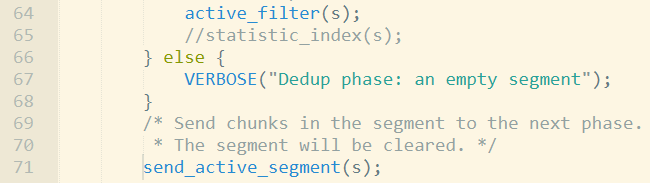 64 active_filter(s);
65 //statistic_index(s);
66 } else {
67 VERBOSE("Dedup phase: an empty segment");
68 }
69 /* Send chunks in the segment to the next phase.
70 * The segment will be cleared. */
71 send_active_segment(s);